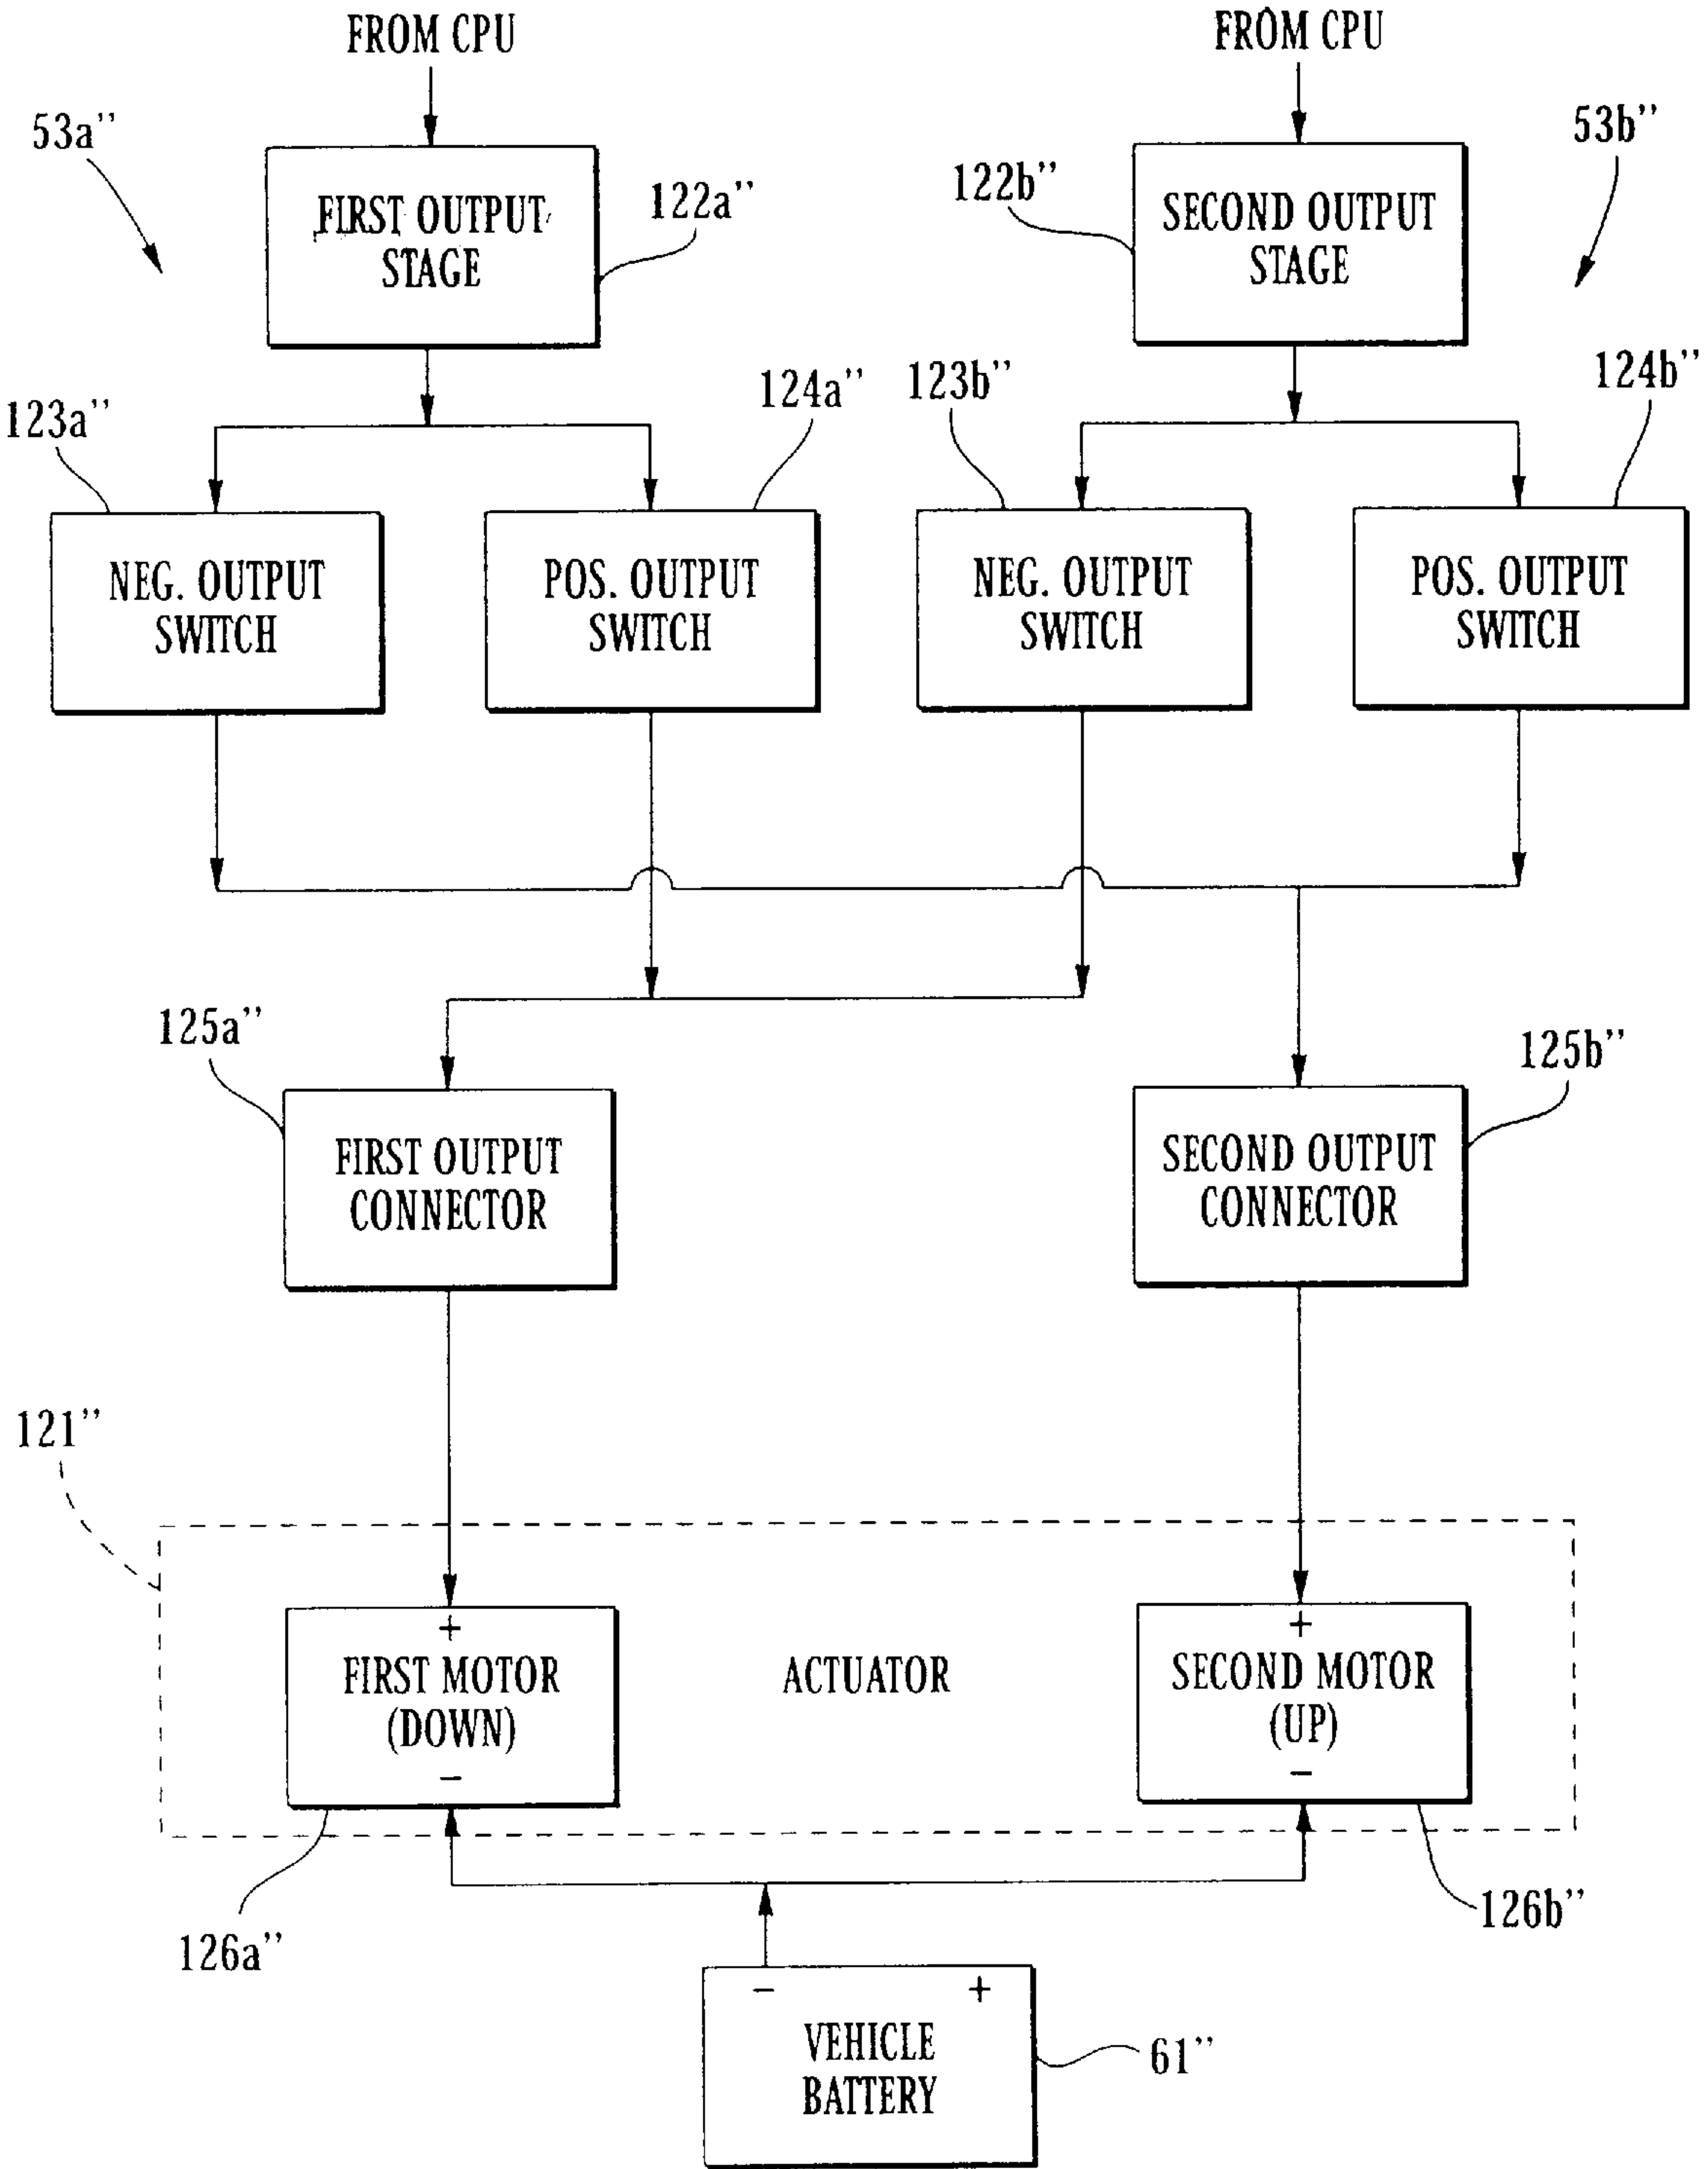 FROM CPU
FROM CPU
53a''
53b''
FIRST OUTPUT
STAGE
122a''
122b''
SECOND OUTPUT
STAGE
123a''
124a''
123b''
124b''
NEG. OUTPUT
SWITCH
POS. OUTPUT
SWITCH
NEG. OUTPUT
SWITCH
POS. OUTPUT
SWITCH
125a''
125b''
FIRST OUTPUT
CONNECTOR
SECOND OUTPUT
CONNECTOR
121''
+
FIRST MOTOR
(DOWN)
−
ACTUATOR
+
SECOND MOTOR
(UP)
−
126a''
126b''
− +
VEHICLE
BATTERY
61''